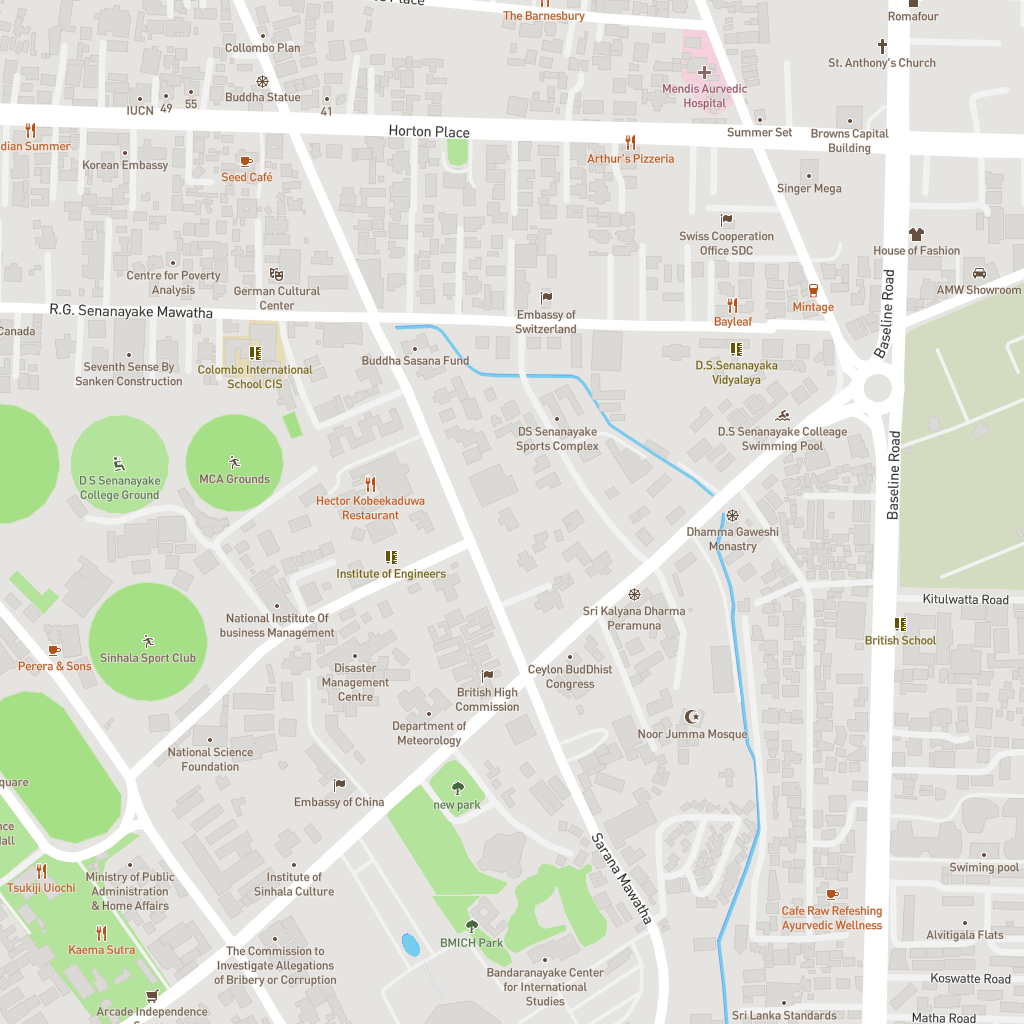 Place
The Barnesbury
Romafour
Collombo Plan
St. Anthony's Church
Mendis Aurvedic
Hospital
Buddha Statue
IUCN
49
55
41
Horton Place
Summer Set
Browns Capital
Building
Indian Summer
Korean Embassy
Seed Café
Arthur's Pizzeria
Singer Mega
Swiss Cooperation
Office SDC
House of Fashion
Centre for Poverty
Analysis
German Cultural
Center
AMW Showroom
R.G. Senanayake Mawatha
Embassy of
Switzerland
Bayleaf
Mintage
Baseline Road
Canada
Seventh Sense By
Sanken Construction
Colombo International
School CIS
Buddha Sasana Fund
D.S.Senanayaka
Vidyalaya
DS Senanayake
Sports Complex
D.S Senanayake Colleage
Swimming Pool
D S Senanayake
College Ground
MCA Grounds
Hector Kobeekaduwa
Restaurant
Baseline Road
Dhamma Gaweshi
Monastry
Institute of Engineers
National Institute Of
business Management
Sri Kalyana Dharma
Peramuna
Kitulwatta Road
British School
Sinhala Sport Club
Perera & Sons
Disaster
Management
Centre
British High
Commission
Ceylon BudDhist
Congress
Department of
Meteorology
Noor Jumma Mosque
National Science
Foundation
Embassy of China
new park
Square
Hall
Tsukiji Uiochi
Ministry of Public
Administration
& Home Affairs
Institute of
Sinhala Culture
Sarana Mawatha
Swiming pool
Cafe Raw Refeshing
Ayurvedic Wellness
Kaema Sutra
BMICH Park
Alvitigala Flats
The Commission to
Investigate Allegations
of Bribery or Corruption
Bandaranayake Center
for International
Studies
Koswatte Road
Arcade Independence
Sri Lanka Standards
Matha Road